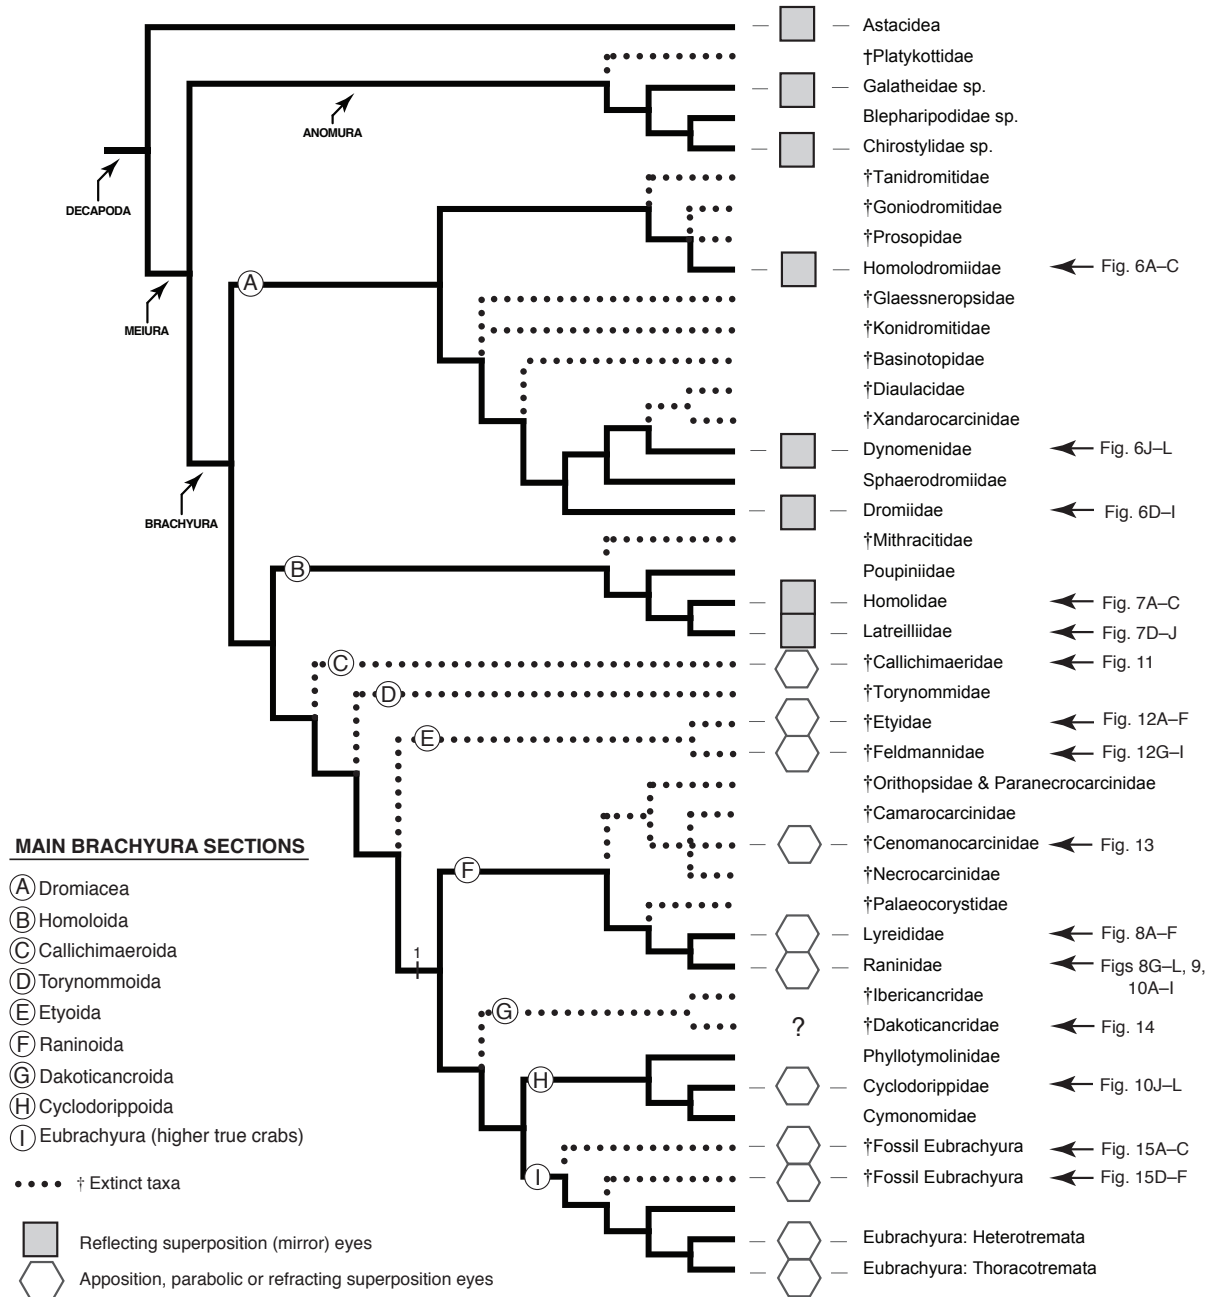 Astacidea
†Platykottidae
Galatheidae sp.
ANOMURA
Blepharipodidae sp.
Chirostylidae sp.
†Tanidromitidae
DECAPODA
†Goniodromitidae
†Prosopidae
Homolodromiidae Fig. 6A–C
A
†Glaessneropsidae
MEIURA
†Konidromitidae
†Basinotopidae
†Diaulacidae
†Xandarocarcinidae
Dynomenidae Fig. 6J–L
Sphaerodromiidae
Dromiidae Fig. 6D–I
BRACHYURA
†Mithracitidae
B
Poupiniidae
Homolidae Fig. 7A–C
Latreilliidae Fig. 7D–J
C †Callichimaeridae Fig. 11
D †Torynommidae
†Etyidae Fig. 12A–F
E
†Feldmannidae Fig. 12G–I
†Orithopsidae & Paranecrocarcinidae
†Camarocarcinidae
†Cenomanocarcinidae Fig. 13
F
†Necrocarcinidae
†Palaeocorystidae
Lyreididae Fig. 8A–F
1
Raninidae Figs 8G–L, 9,
10A–I
†Ibericancridae
G
? †Dakoticancridae Fig. 14
Phyllotymolinidae
H
Cyclodorippidae Fig. 10J–L
Cymonomidae
†Fossil Eubrachyura Fig. 15A–C
I
†Fossil Eubrachyura Fig. 15D–F
Eubrachyura: Heterotremata
Eubrachyura: Thoracotremata
MAIN BRACHYURA SECTIONS
A Dromiacea
B Homoloida
C Callichimaeroida
D Torynommoida
E Etyoida
F Raninoida
G Dakoticancroida
H Cyclodorippoida
I Eubrachyura (higher true crabs)
† Extinct taxa
Reflecting superposition (mirror) eyes
Apposition, parabolic or refracting superposition eyes